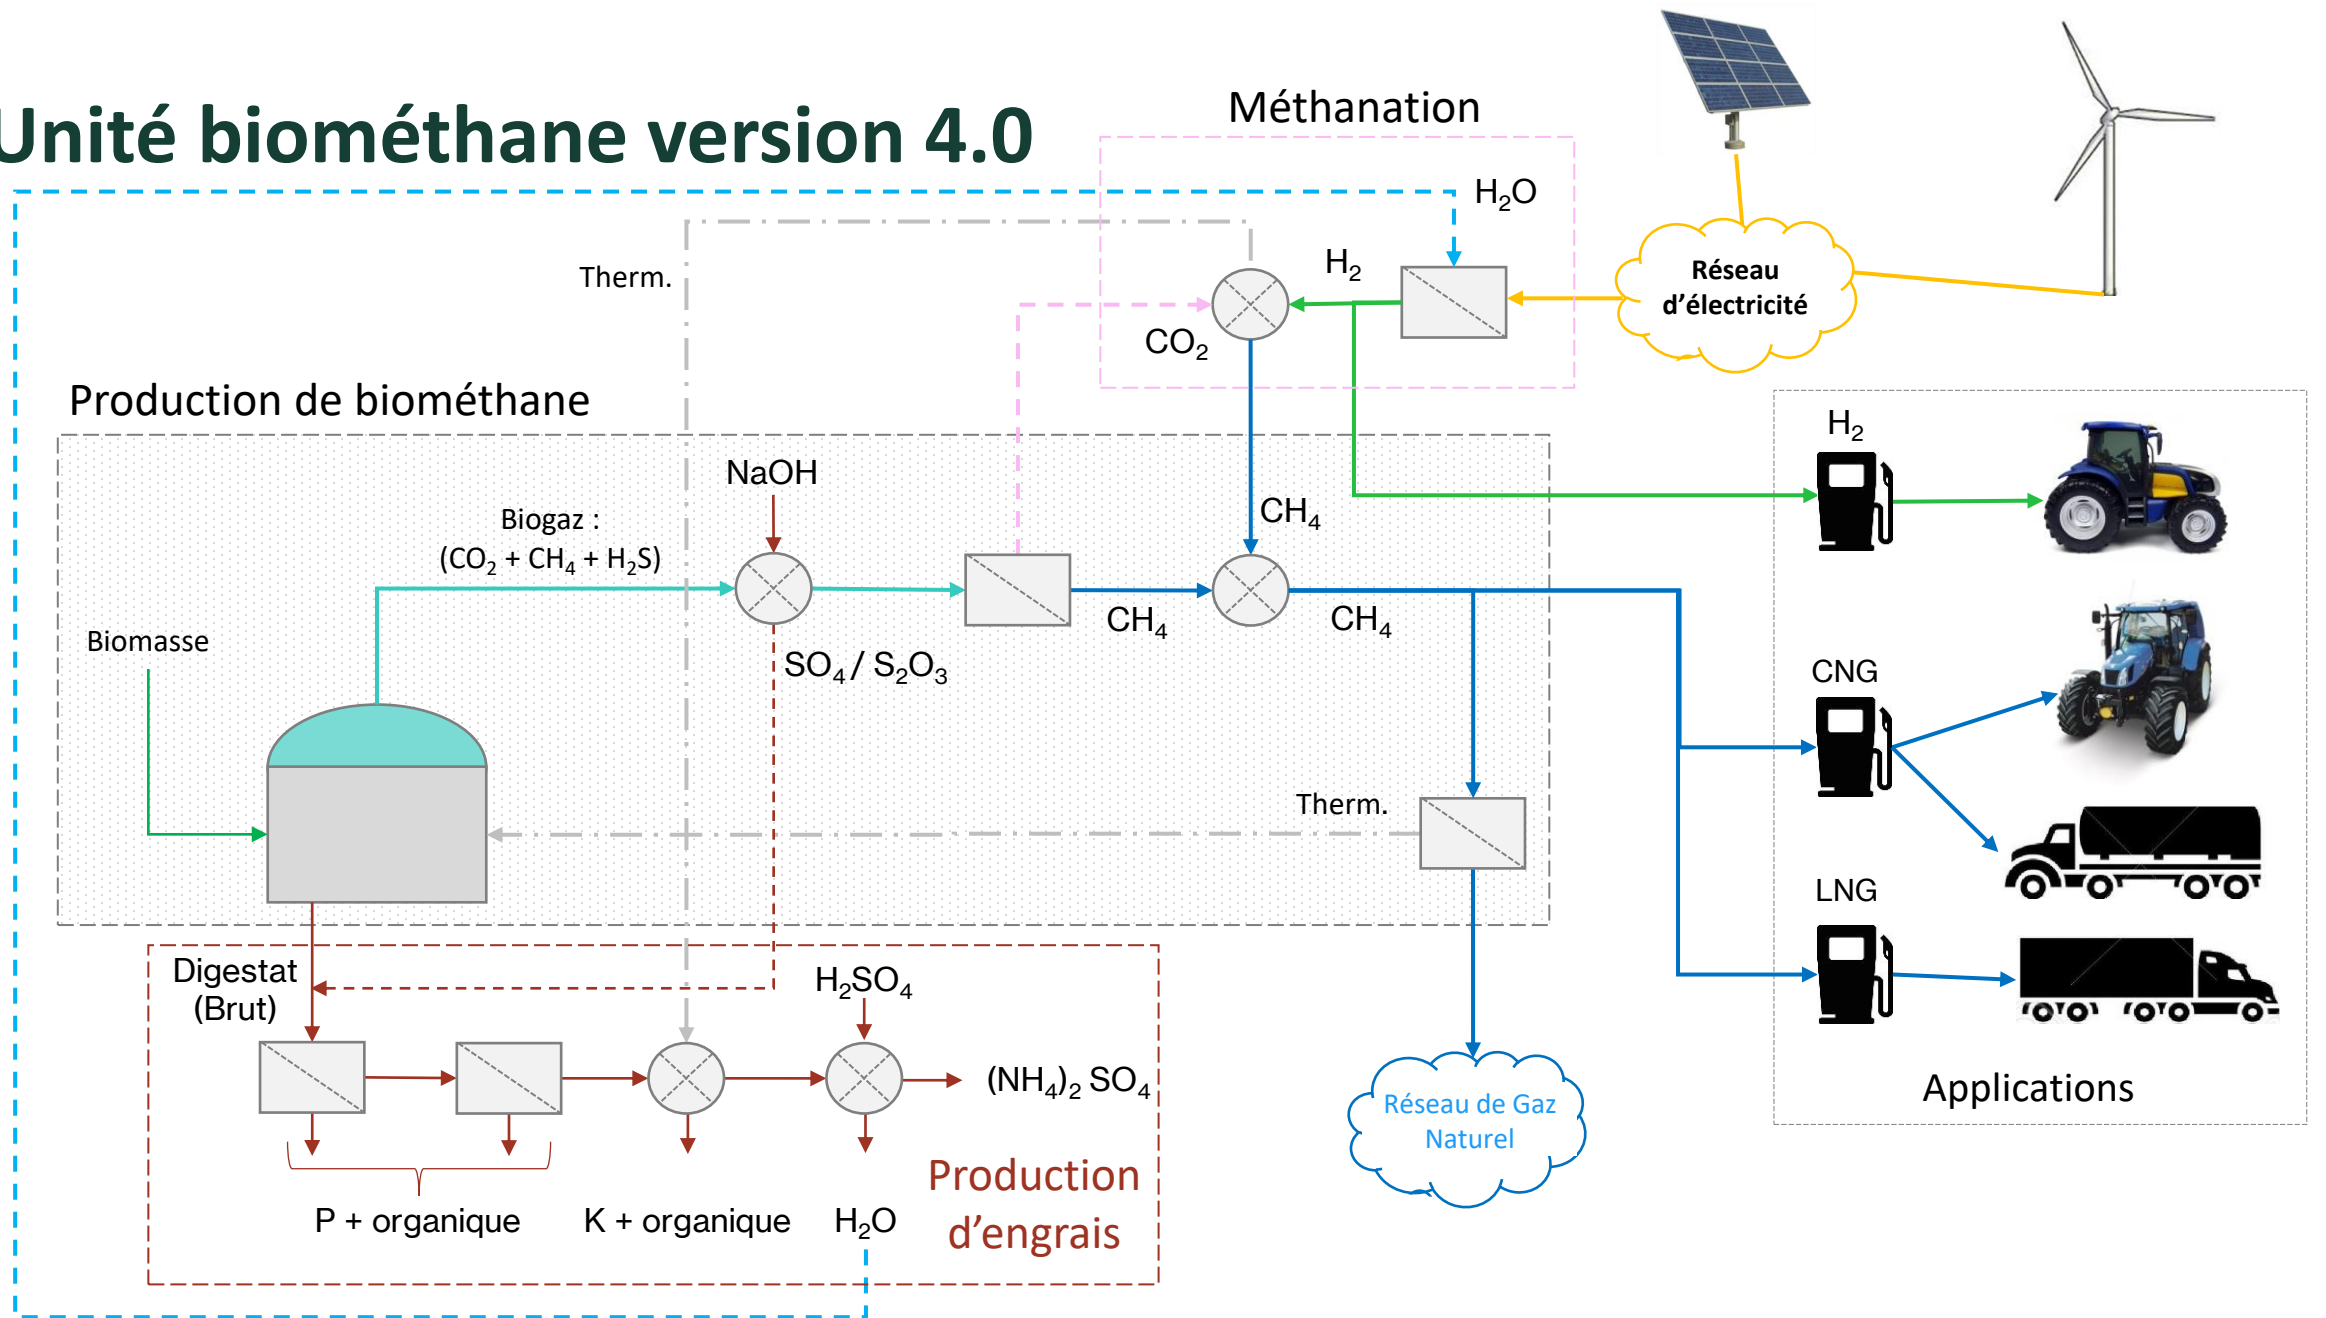 Unité biométhane version 4.0
Méthanation
H₂O
H₂
CO₂
Réseau
d’électricité
Therm.
Production de biométhane
NaOH
Biogaz :
(CO₂ + CH₄ + H₂S)
CH₄
CH₄
CH₄
Biomasse
SO₄ / S₂O₃
Therm.
H₂
CNG
LNG
Applications
Digestat
(Brut)
H₂SO₄
(NH₄)₂ SO₄
P + organique
K + organique
H₂O
Production
d’engrais
Réseau de Gaz
Naturel